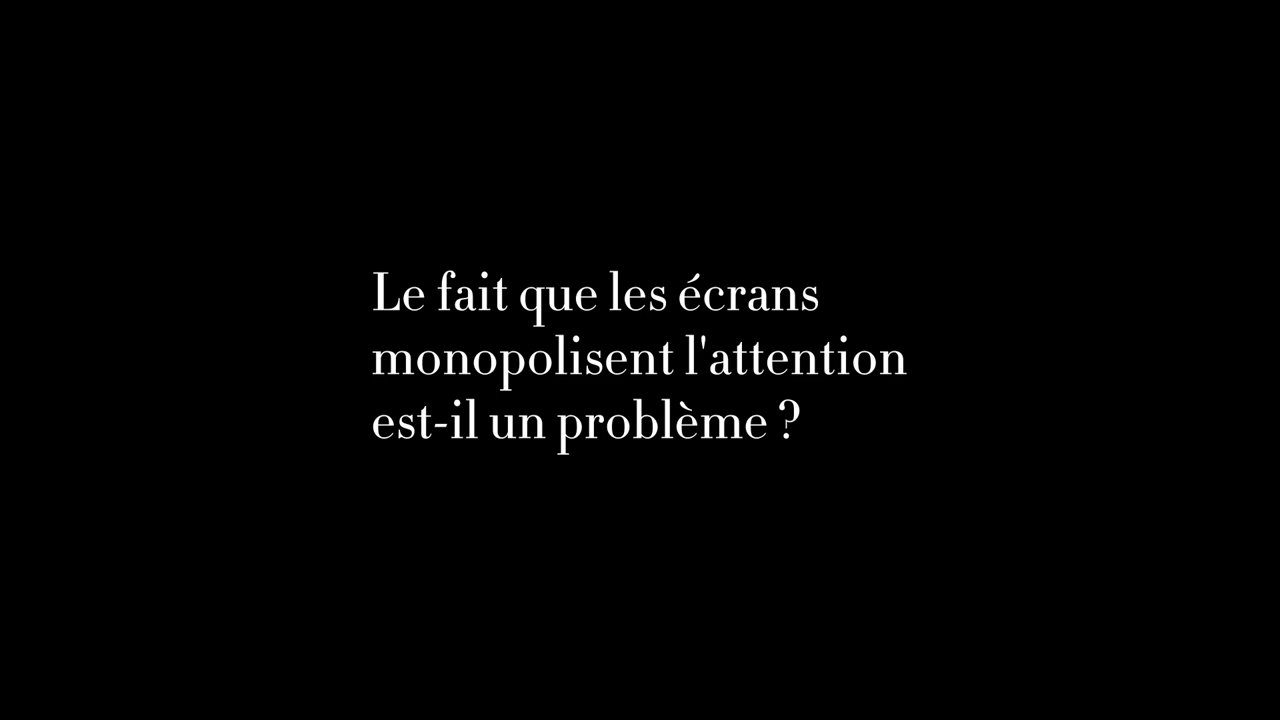 Le fait que les écrans
monopolisent l'attention
est-il un problème ?